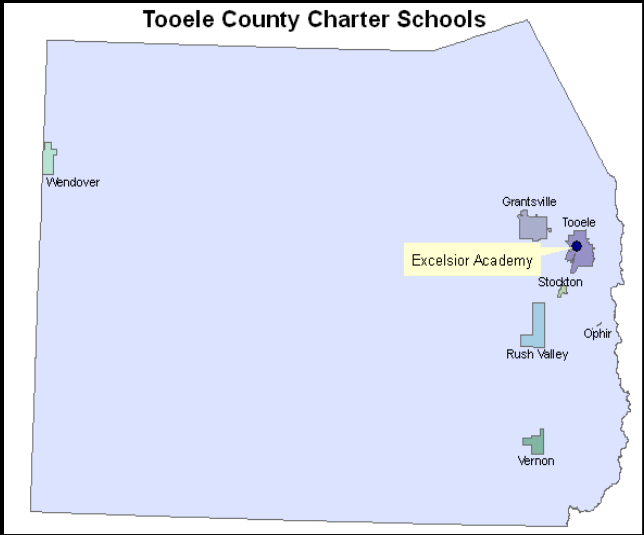 Tooele County Charter Schools
Wendover
Grantsville
Tooele
Excelsior Academy
Stockton
Ophir
Rush Valley
Vernon